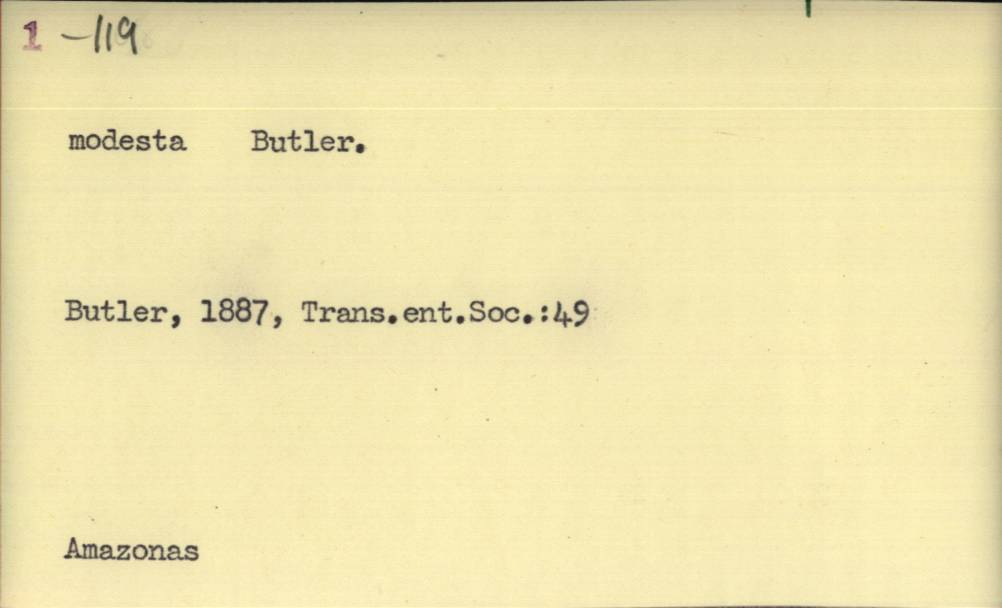 1 -119
modesta Butler.
Butler, 1887, Trans.ent.Soc.:49
Amazonas